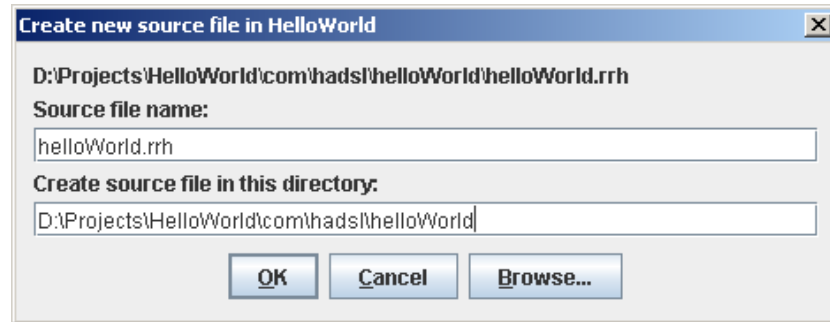 Create new source file in HelloWorld
D:\Projects\HelloWorld\com\hadsl\helloWorld\helloWorld.rrh
Source file name:
helloWorld.rrh
Create source file in this directory:
D:\Projects\HelloWorld\com\hadsl\helloWorld
OK Cancel Browse...